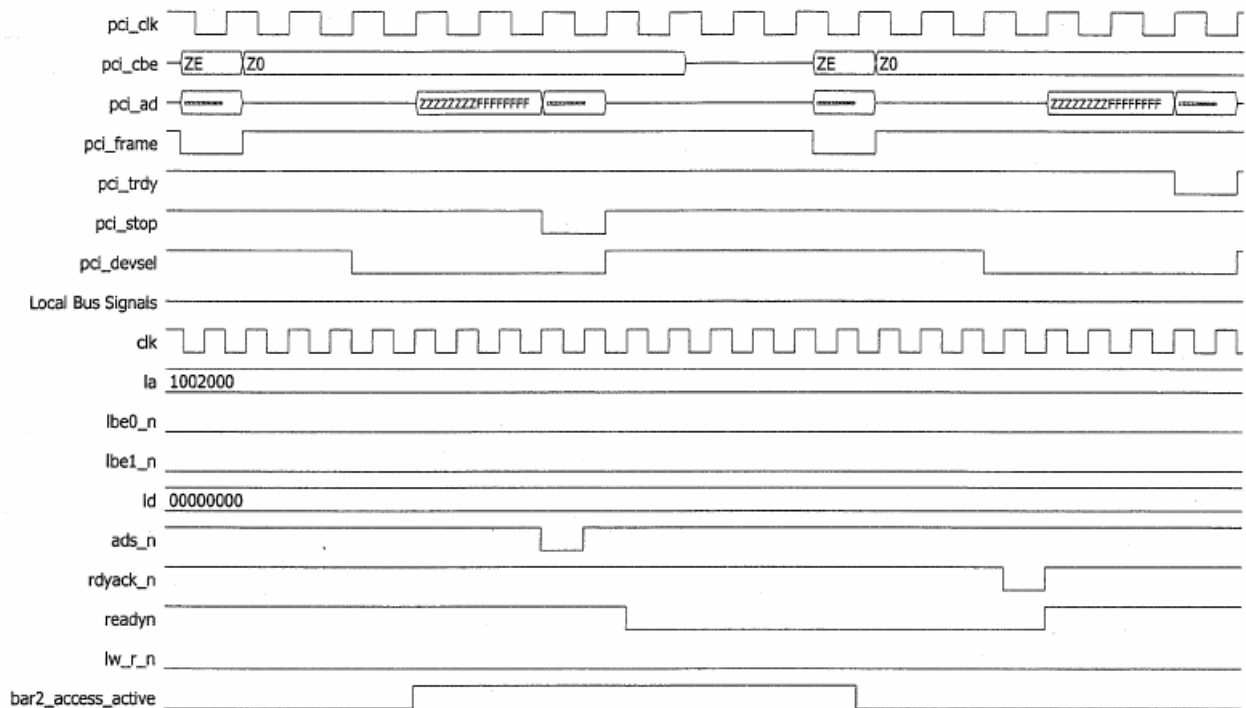 pci_clk
pci_cbe ZE Z0 ZE Z0
pci_ad ZZZZZZZZFFFFFFFF ZZZZZZZZFFFFFFFF
pci_frame
pci_trdy
pci_stop
pci_devsel
Local Bus Signals
clk
la 1002000
lbe0_n
lbe1_n
ld 00000000
ads_n
rdyack_n
readyn
lw_r_n
bar2_access_active